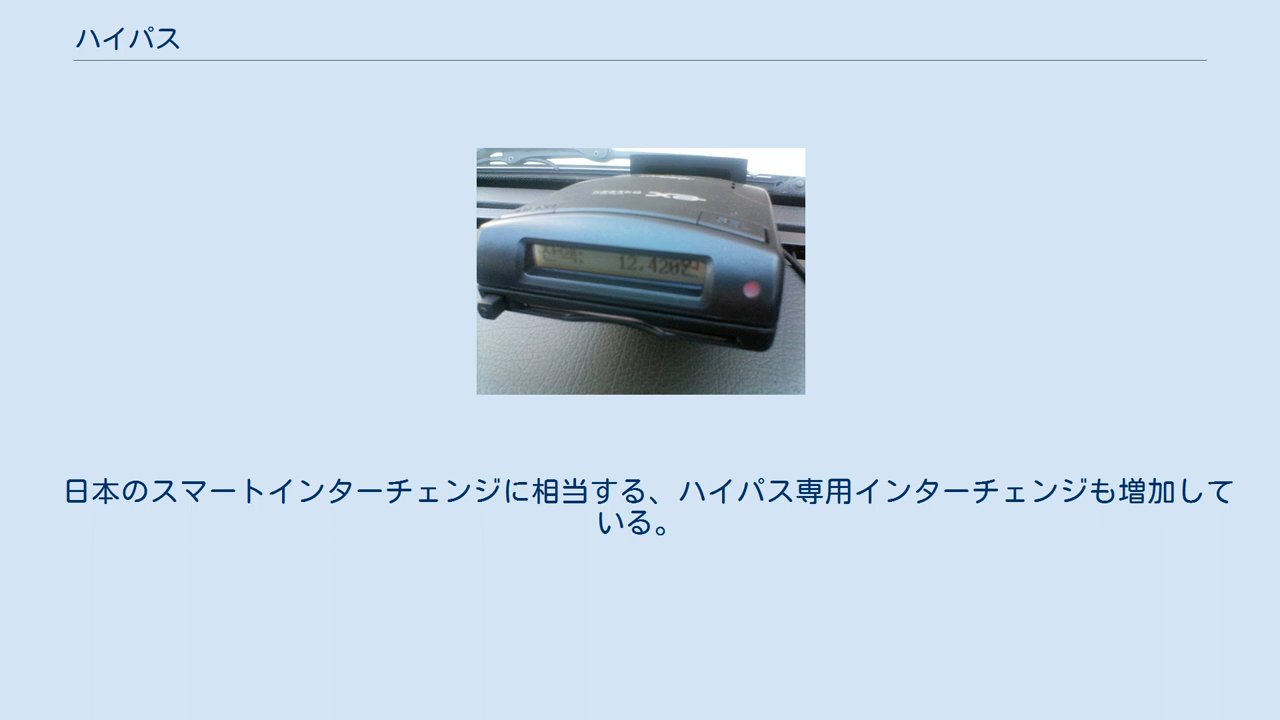 ハイパス
12,42
日本のスマートインターチェンジに相当する、ハイパス専用インターチェンジも増加して
いる。